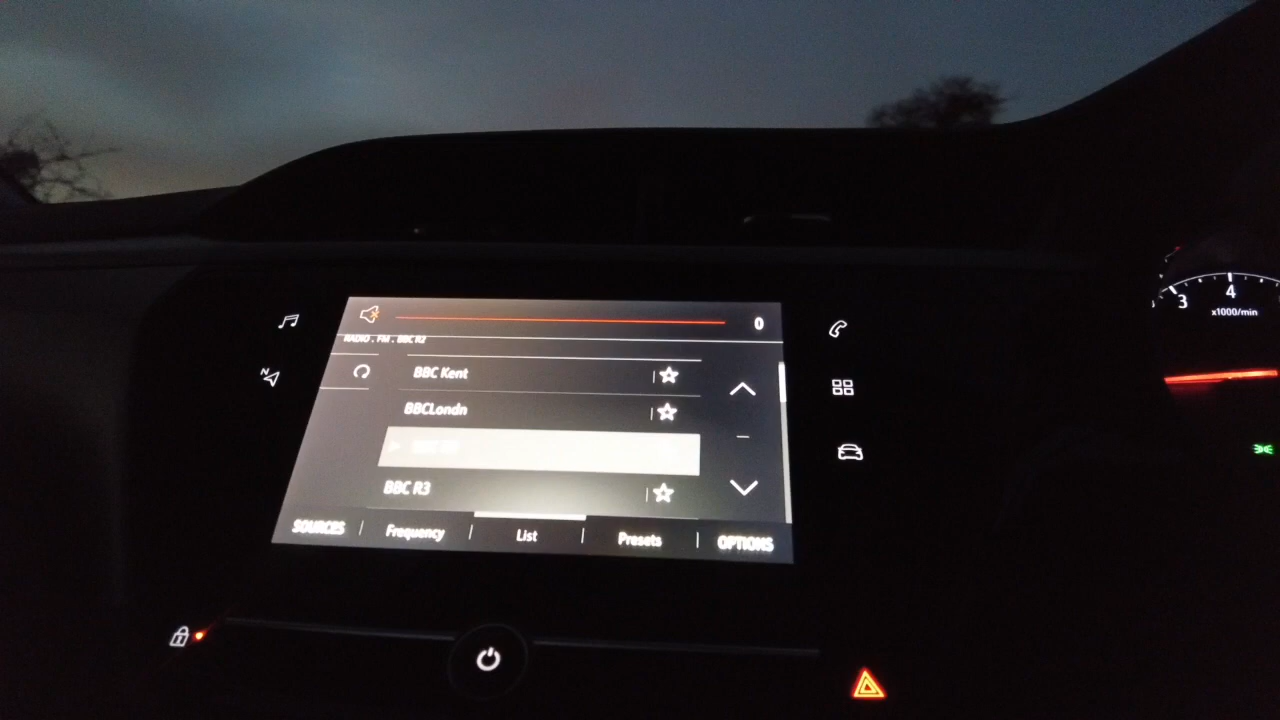 0
RADIO . FM . BBC R2
BBC Kent
BBCLondn
BBC R3
SOURCES Frequency List Presets OPTIONS
N
3 4
x1000/min